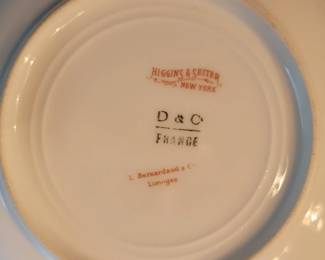 HIGGINS & SEITER
NEW YORK
D & Cº
FRANCE
L. Bernardaud & Cº
Limoges